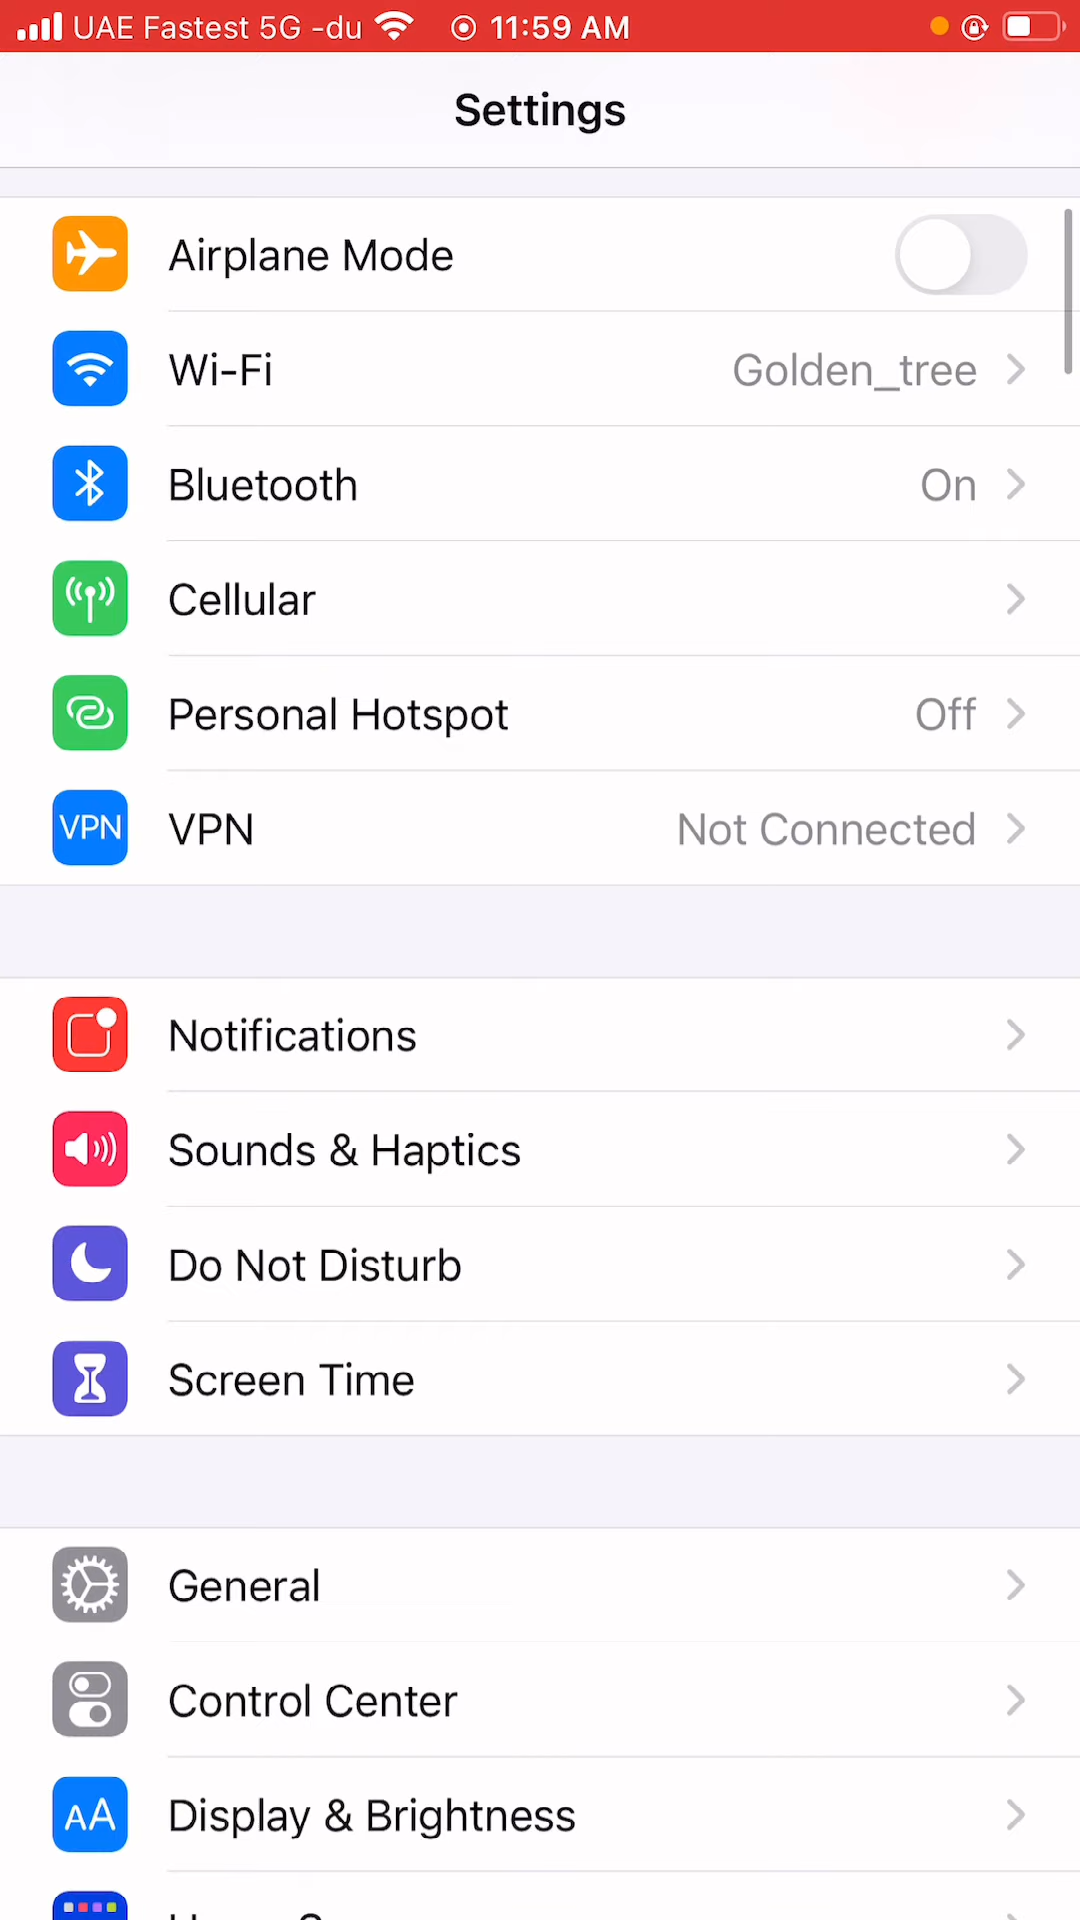 UAE Fastest 5G -du 11:59 AM
Settings
Airplane Mode
Wi-Fi Golden_tree
Bluetooth On
Cellular
Personal Hotspot Off
VPN VPN Not Connected
Notifications
Sounds & Haptics
Do Not Disturb
Screen Time
General
Control Center
AA Display & Brightness